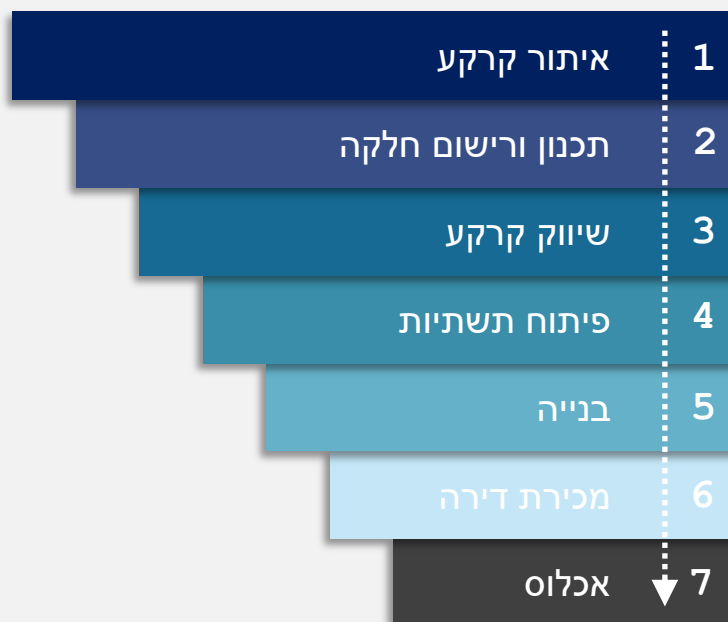 1 איתור קרקע
2 תכנון ורישום חלקה
3 שיווק קרקע
4 פיתוח תשתיות
5 בנייה
6 מכירת דירה
7 אכלוס